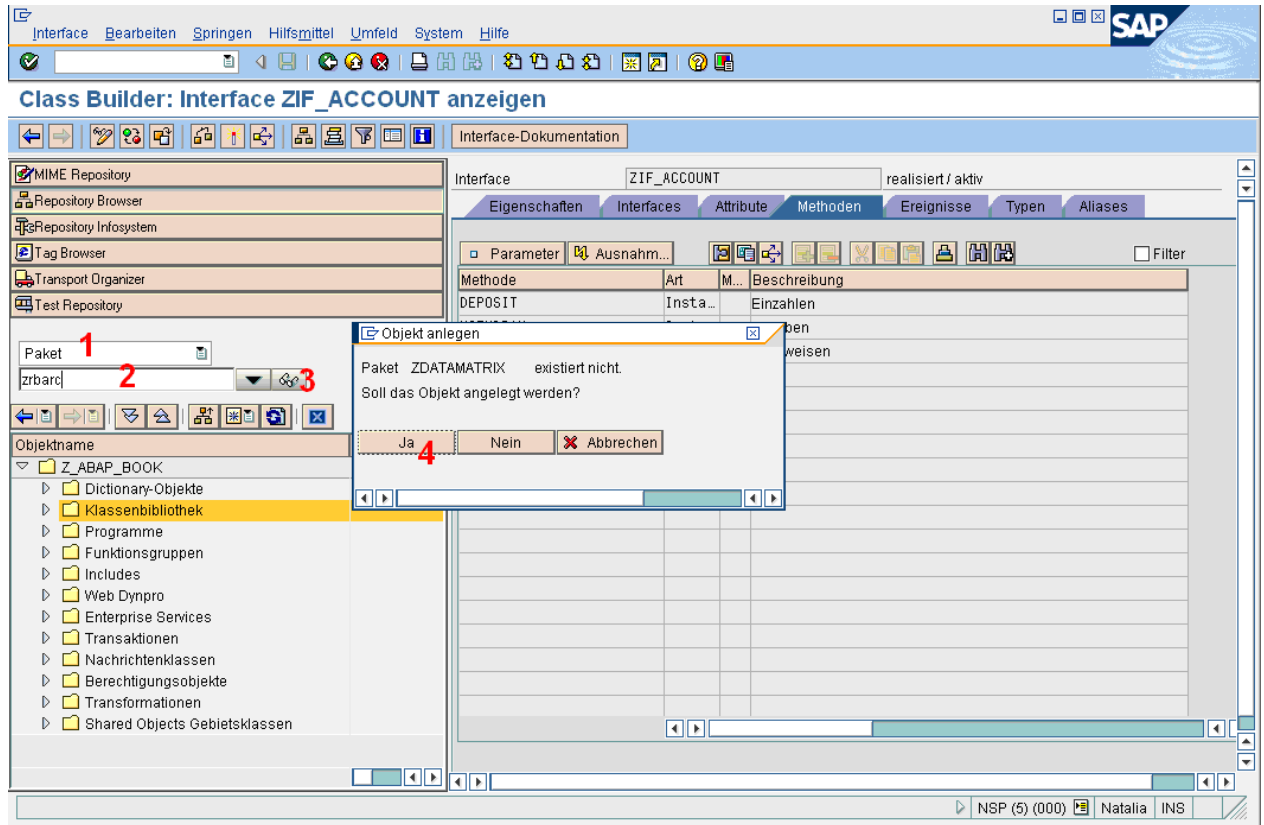 Interface Bearbeiten Springen Hilfsmittel Umfeld System Hilfe
SAP
Class Builder: Interface ZIF_ACCOUNT anzeigen
Interface-Dokumentation
MIME Repository
Repository Browser
Repository Infosystem
Tag Browser
Transport Organizer
Test Repository
Paket 1
zrbarc 2 3
Objektname
Z_ABAP_BOOK
Dictionary-Objekte
Klassenbibliothek
Programme
Funktionsgruppen
Includes
Web Dynpro
Enterprise Services
Transaktionen
Nachrichtenklassen
Berechtigungsobjekte
Transformationen
Shared Objects Gebietsklassen
Interface ZIF_ACCOUNT realisiert / aktiv
Eigenschaften Interfaces Attribute Methoden Ereignisse Typen Aliases
Parameter Ausnahm... Filter
Methode Art M... Beschreibung
DEPOSIT Insta... Einzahlen
ben
weisen
Objekt anlegen
Paket ZDATAMATRIX existiert nicht.
Soll das Objekt angelegt werden?
Ja 4 Nein Abbrechen
NSP (5) (000) Natalia INS